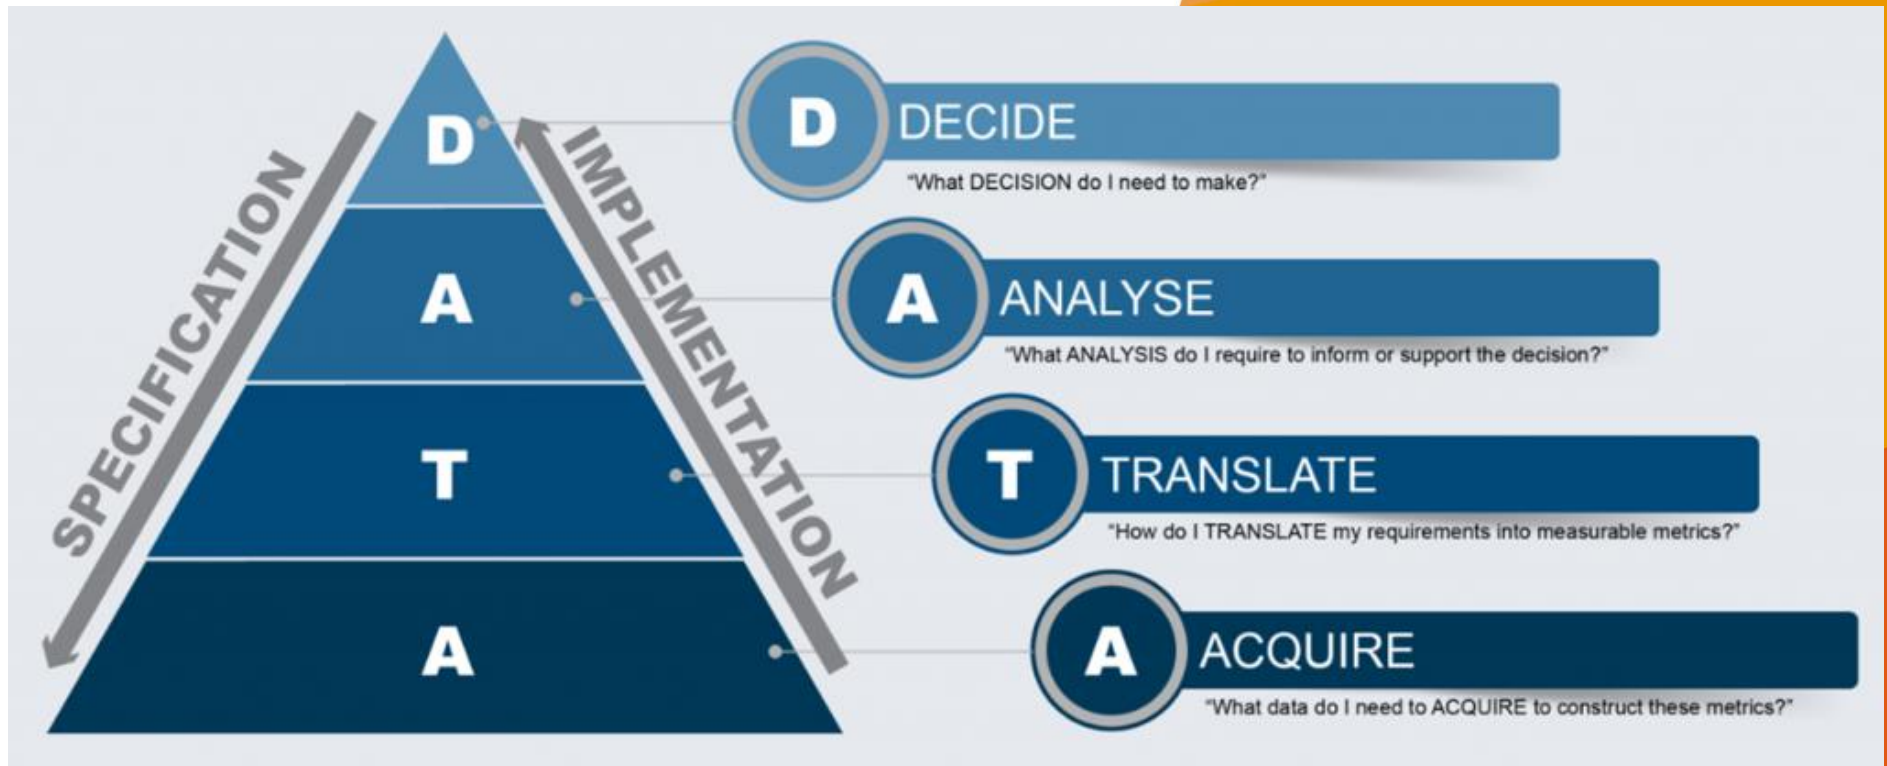 SPECIFICATION
IMPLEMENTATION
D
D
DECIDE
“What DECISION do I need to make?”
A
A
ANALYSE
“What ANALYSIS do I require to inform or support the decision?”
T
T
TRANSLATE
“How do I TRANSLATE my requirements into measurable metrics?”
A
A
ACQUIRE
“What data do I need to ACQUIRE to construct these metrics?”